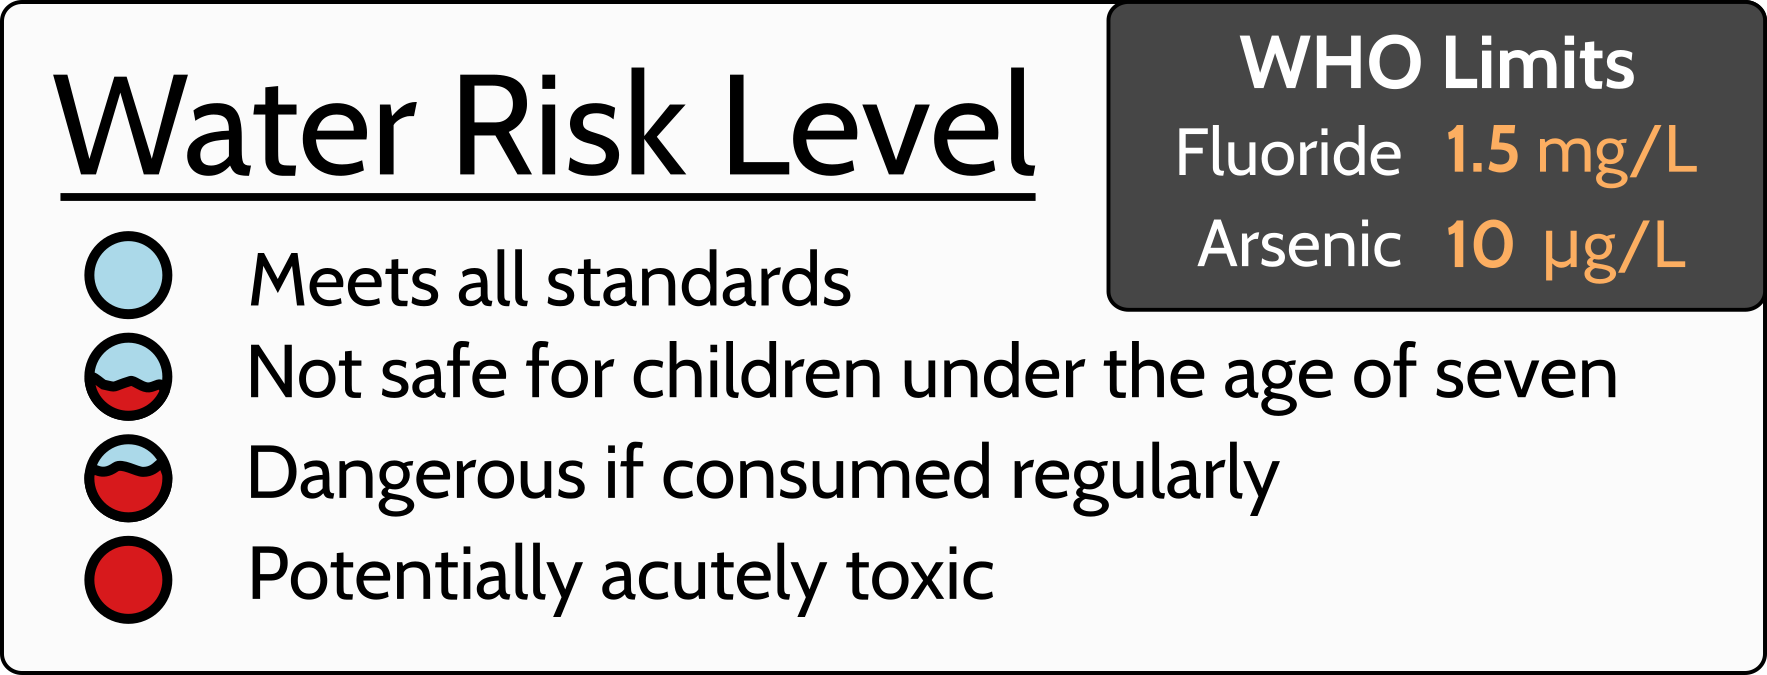 Water Risk Level
Meets all standards
Not safe for children under the age of seven
Dangerous if consumed regularly
Potentially acutely toxic
WHO Limits
Fluoride 1.5 mg/L
Arsenic 10 µg/L